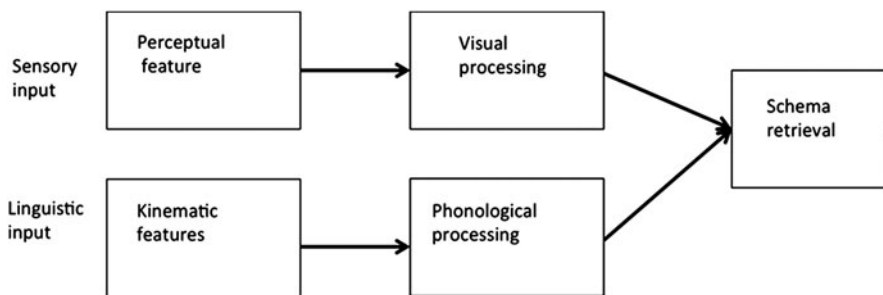 Sensory
input
Perceptual
feature
Visual
processing
Schema
retrieval
Linguistic
input
Kinematic
features
Phonological
processing